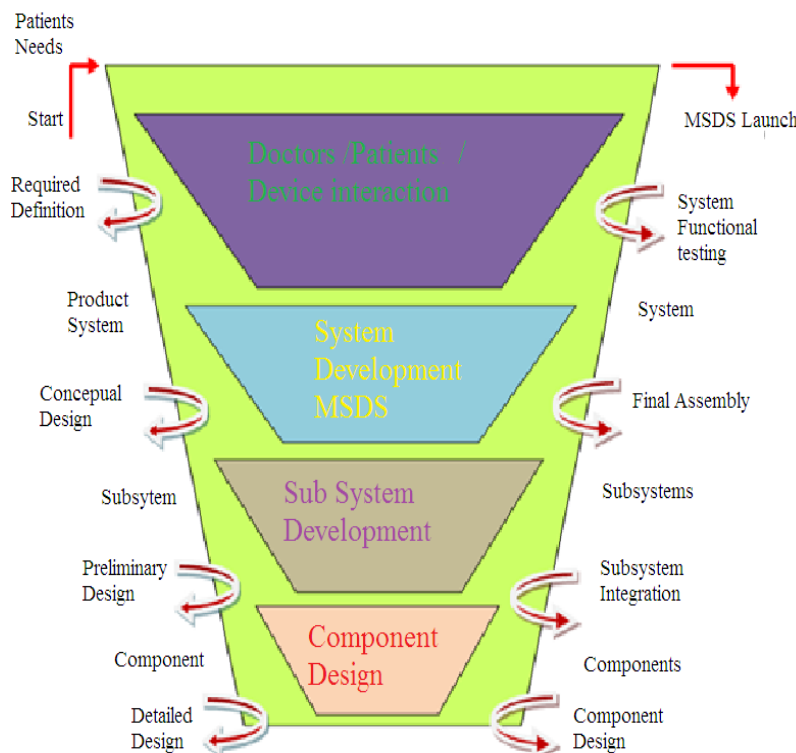 Patients
Needs
Start
MSDS Launch
Doctors /Patients /
Device interaction
Required
Definition
System
Functional
testing
Product
System
System
System
Development
MSDS
Concepual
Design
Final Assembly
Subsytem
Subsystems
Sub System
Development
Preliminary
Design
Subsystem
Integration
Component
Design
Component
Components
Detailed
Design
Component
Design